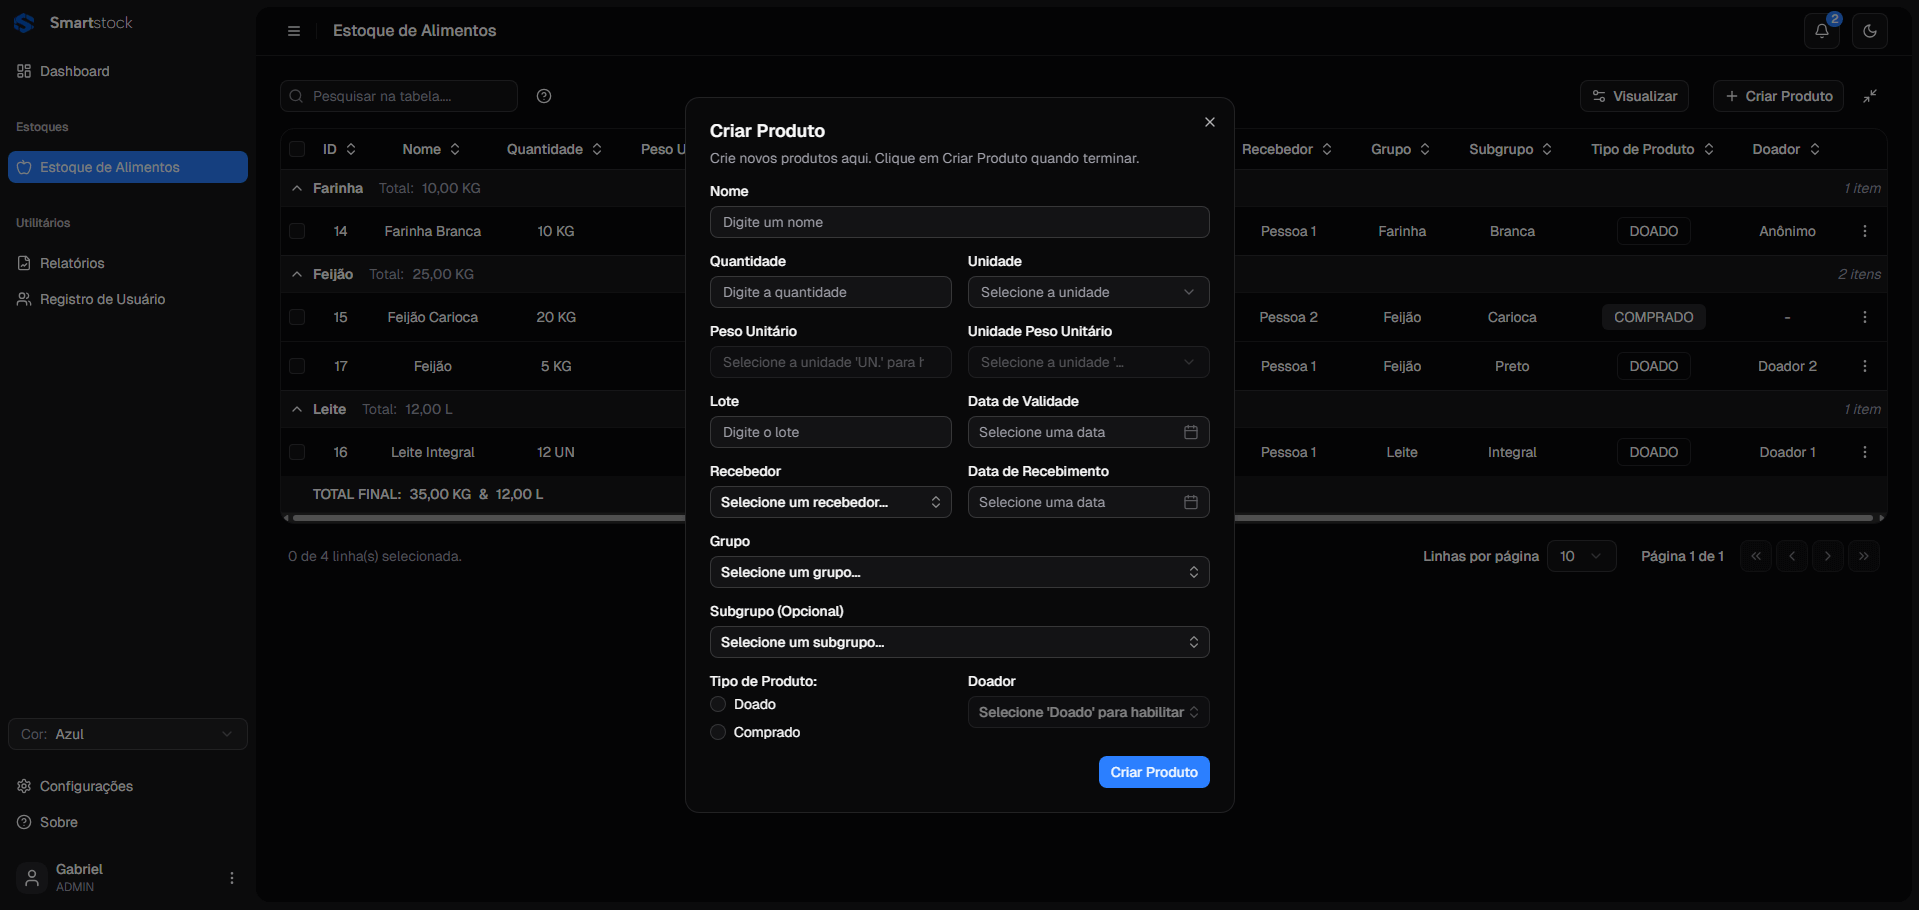 Smartstock
Dashboard
Estoques
Estoque de Alimentos
Utilitários
Relatórios
Registro de Usuário
Cor: Azul
Configurações
Sobre
Gabriel
ADMIN
Estoque de Alimentos
2
Pesquisar na tabela....
Visualizar
Criar Produto
ID Nome Quantidade Peso U Recebedor Grupo Subgrupo Tipo de Produto Doador
Farinha Total: 10,00 KG 1 item
14 Farinha Branca 10 KG Pessoa 1 Farinha Branca DOADO Anônimo
Feijão Total: 25,00 KG 2 itens
15 Feijão Carioca 20 KG Pessoa 2 Feijão Carioca COMPRADO -
17 Feijão 5 KG Pessoa 1 Feijão Preto DOADO Doador 2
Leite Total: 12,00 L 1 item
16 Leite Integral 12 UN Pessoa 1 Leite Integral DOADO Doador 1
TOTAL FINAL: 35,00 KG & 12,00 L
0 de 4 linha(s) selecionada.
Linhas por página 10 Página 1 de 1
Criar Produto
Crie novos produtos aqui. Clique em Criar Produto quando terminar.
Nome
Digite um nome
Quantidade Unidade
Digite a quantidade Selecione a unidade
Peso Unitário Unidade Peso Unitário
Selecione a unidade 'UN.' para h Selecione a unidade '...
Lote Data de Validade
Digite o lote Selecione uma data
Recebedor Data de Recebimento
Selecione um recebedor... Selecione uma data
Grupo
Selecione um grupo...
Subgrupo (Opcional)
Selecione um subgrupo...
Tipo de Produto: Doador
Doado Selecione 'Doado' para habilitar
Comprado
Criar Produto